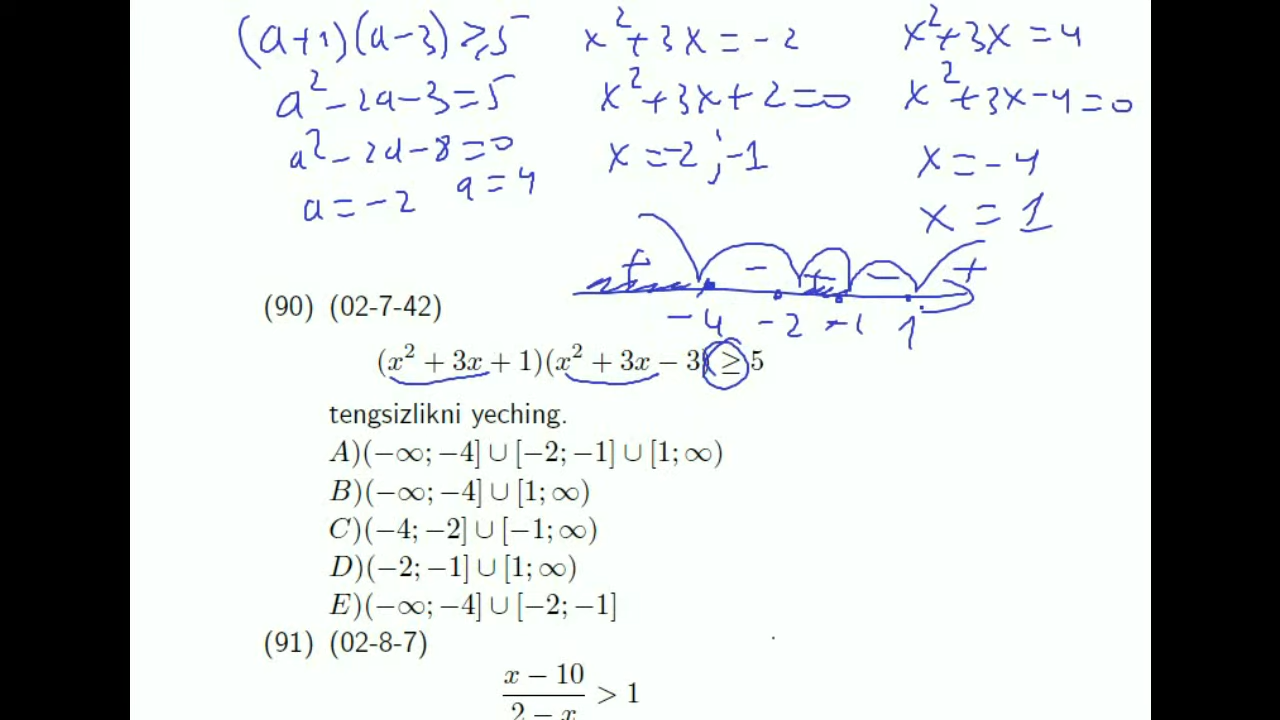 (a+1)(a-3) ≥ 5 x²+3x = -2 x²+3x = 4
a²-2a-3=5 x²+3x+2=0 x²+3x-4=0
a²-2a-8=0 x=-2;-1 x=-4
a=-2 a=4 x=1
+ - + - +
-4 -2 -1 1
(90) (02-7-42)
(x² + 3x + 1)(x² + 3x − 3) ≥ 5
tengsizlikni yeching.
A)(−∞; −4] ∪ [−2; −1] ∪ [1; ∞)
B)(−∞; −4] ∪ [1; ∞)
C)(−4; −2] ∪ [−1; ∞)
D)(−2; −1] ∪ [1; ∞)
E)(−∞; −4] ∪ [−2; −1]
(91) (02-8-7)
x − 10
> 1
2 − x